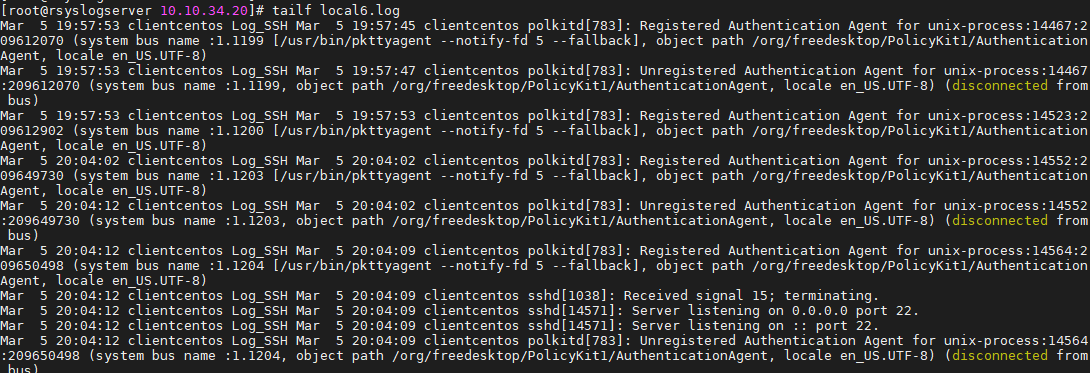 [root@rsyslogserver 10.10.34.20]# tailf local6.log
Mar  5 19:57:53 clientcentos Log_SSH Mar  5 19:57:45 clientcentos polkitd[783]: Registered Authentication Agent for unix-process:14467:2
09612070 (system bus name :1.1199 [/usr/bin/pkttyagent --notify-fd 5 --fallback], object path /org/freedesktop/PolicyKit1/Authentication
Agent, locale en_US.UTF-8)
Mar  5 19:57:53 clientcentos Log_SSH Mar  5 19:57:47 clientcentos polkitd[783]: Unregistered Authentication Agent for unix-process:14467
:209612070 (system bus name :1.1199, object path /org/freedesktop/PolicyKit1/AuthenticationAgent, locale en_US.UTF-8) (disconnected from
 bus)
Mar  5 19:57:53 clientcentos Log_SSH Mar  5 19:57:53 clientcentos polkitd[783]: Registered Authentication Agent for unix-process:14523:2
09612902 (system bus name :1.1200 [/usr/bin/pkttyagent --notify-fd 5 --fallback], object path /org/freedesktop/PolicyKit1/Authentication
Agent, locale en_US.UTF-8)
Mar  5 20:04:02 clientcentos Log_SSH Mar  5 20:04:02 clientcentos polkitd[783]: Registered Authentication Agent for unix-process:14552:2
09649730 (system bus name :1.1203 [/usr/bin/pkttyagent --notify-fd 5 --fallback], object path /org/freedesktop/PolicyKit1/Authentication
Agent, locale en_US.UTF-8)
Mar  5 20:04:12 clientcentos Log_SSH Mar  5 20:04:02 clientcentos polkitd[783]: Unregistered Authentication Agent for unix-process:14552
:209649730 (system bus name :1.1203, object path /org/freedesktop/PolicyKit1/AuthenticationAgent, locale en_US.UTF-8) (disconnected from
 bus)
Mar  5 20:04:12 clientcentos Log_SSH Mar  5 20:04:09 clientcentos polkitd[783]: Registered Authentication Agent for unix-process:14564:2
09650498 (system bus name :1.1204 [/usr/bin/pkttyagent --notify-fd 5 --fallback], object path /org/freedesktop/PolicyKit1/Authentication
Agent, locale en_US.UTF-8)
Mar  5 20:04:12 clientcentos Log_SSH Mar  5 20:04:09 clientcentos sshd[1038]: Received signal 15; terminating.
Mar  5 20:04:12 clientcentos Log_SSH Mar  5 20:04:09 clientcentos sshd[14571]: Server listening on 0.0.0.0 port 22.
Mar  5 20:04:12 clientcentos Log_SSH Mar  5 20:04:09 clientcentos sshd[14571]: Server listening on :: port 22.
Mar  5 20:04:12 clientcentos Log_SSH Mar  5 20:04:09 clientcentos polkitd[783]: Unregistered Authentication Agent for unix-process:14564
:209650498 (system bus name :1.1204, object path /org/freedesktop/PolicyKit1/AuthenticationAgent, locale en_US.UTF-8) (disconnected from
 bus)